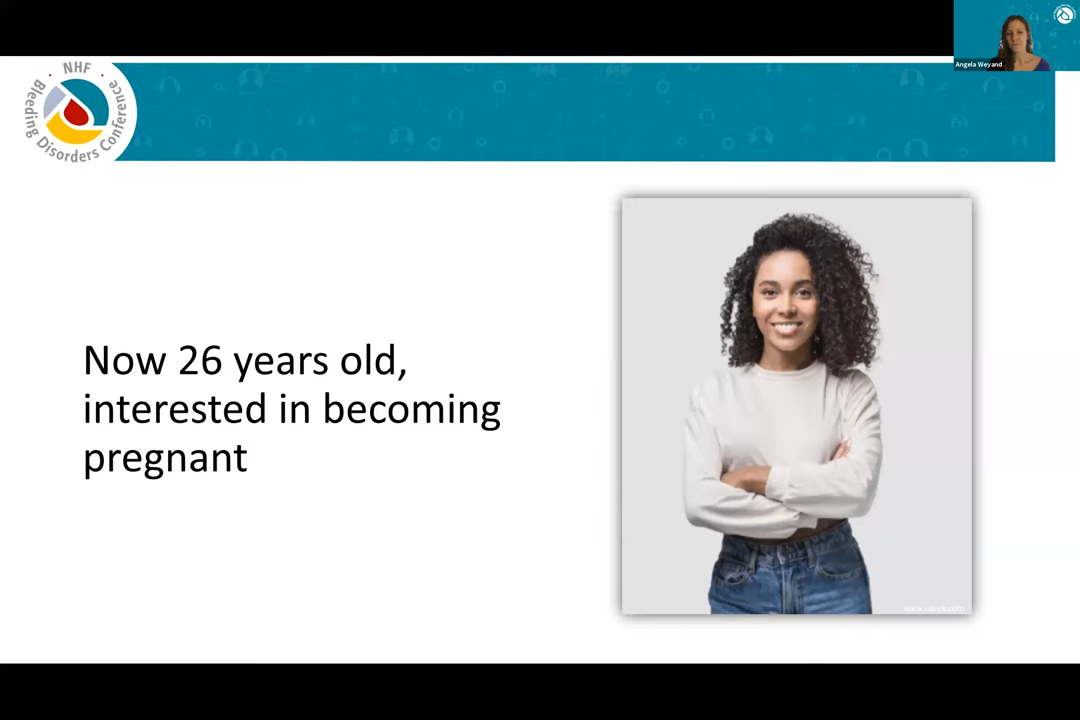 Angela Weyand
NHF
Bleeding Disorders Conference
Now 26 years old,
interested in becoming
pregnant